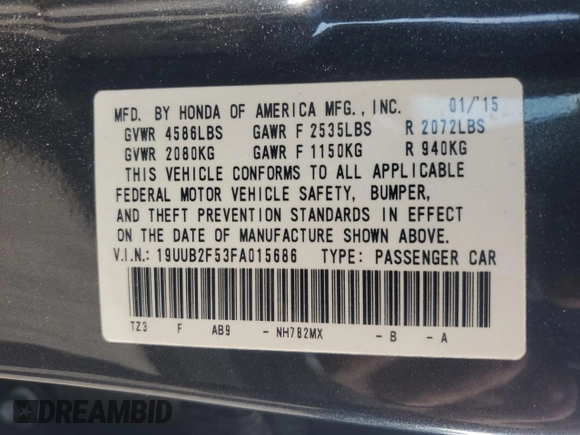 MFD. BY HONDA OF AMERICA MFG., INC. 01/'15
GVWR 4586LBS GAWR F 2535LBS R 2072LBS
GVWR 2080KG GAWR F 1150KG R 940KG
THIS VEHICLE CONFORMS TO ALL APPLICABLE
FEDERAL MOTOR VEHICLE SAFETY, BUMPER,
AND THEFT PREVENTION STANDARDS IN EFFECT
ON THE DATE OF MANUFACTURE SHOWN ABOVE.
V.I.N.: 19UUB2F53FA015686 TYPE: PASSENGER CAR
TZ3 F AB9 - NH782MX - B - A
DREAMBID